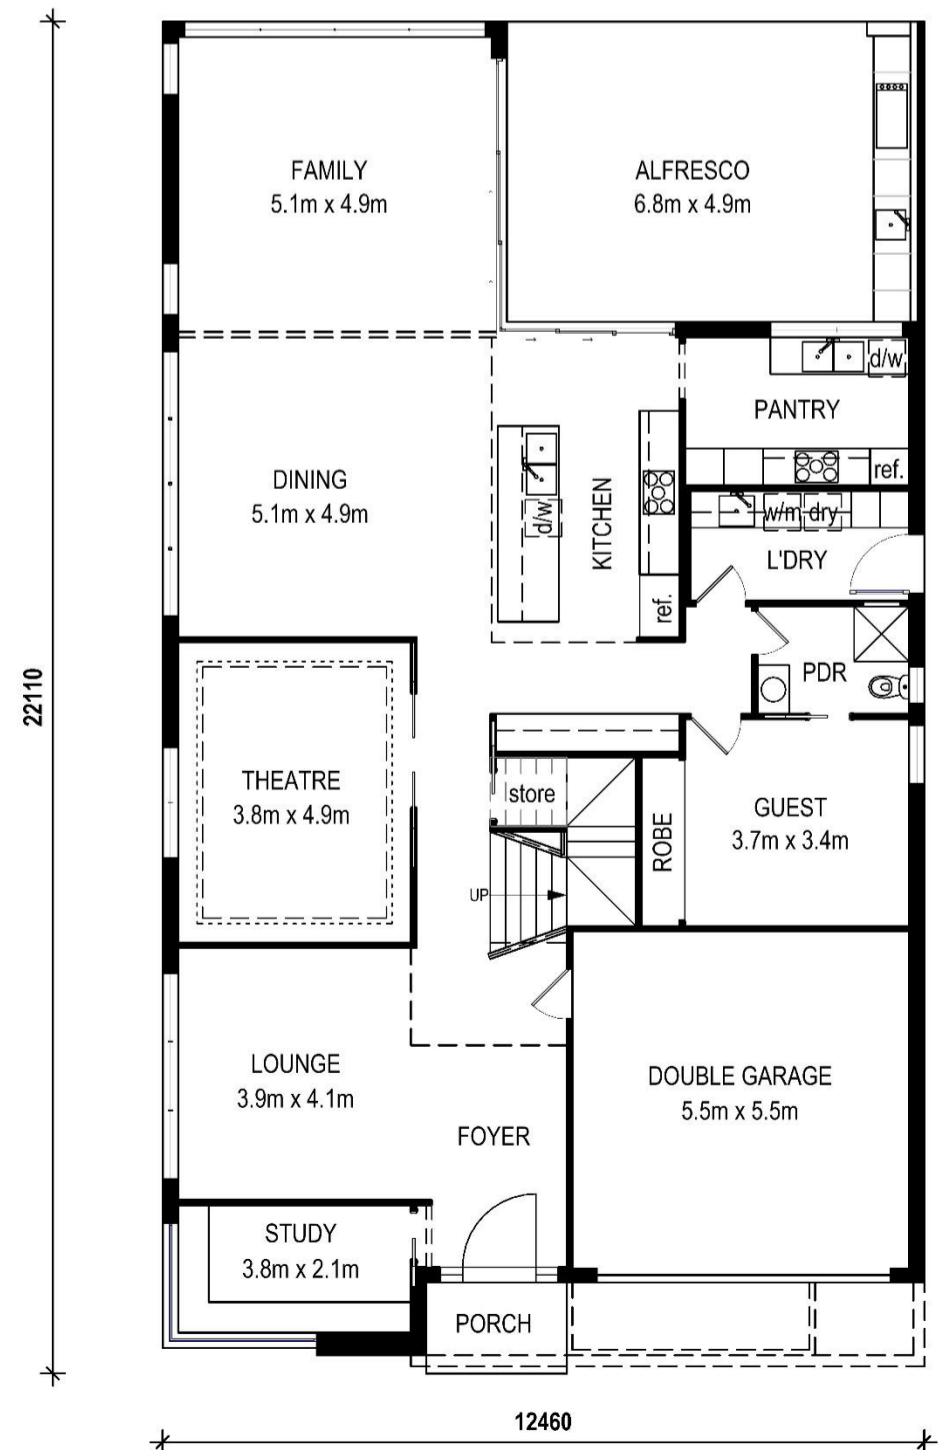 FAMILY
5.1m x 4.9m
ALFRESCO
6.8m x 4.9m
d/w
PANTRY
ref.
DINING
5.1m x 4.9m
d/w
KITCHEN
ref.
w/m dry
L'DRY
PDR
22110
THEATRE
3.8m x 4.9m
store
UP
ROBE
GUEST
3.7m x 3.4m
LOUNGE
3.9m x 4.1m
FOYER
DOUBLE GARAGE
5.5m x 5.5m
STUDY
3.8m x 2.1m
PORCH
12460